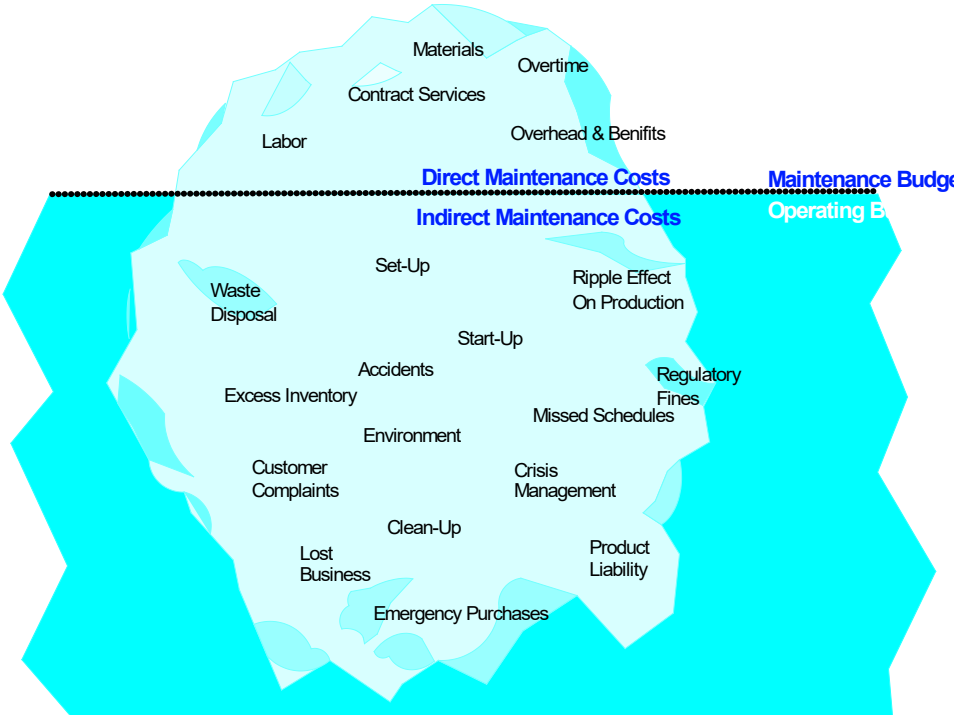 Materials
Overtime
Contract Services
Overhead & Benifits
Labor
Direct Maintenance Costs
Maintenance Budge
Indirect Maintenance Costs
Operating B
Set-Up
Ripple Effect
On Production
Waste
Disposal
Start-Up
Accidents
Regulatory
Fines
Excess Inventory
Missed Schedules
Environment
Customer
Complaints
Crisis
Management
Clean-Up
Lost
Business
Product
Liability
Emergency Purchases